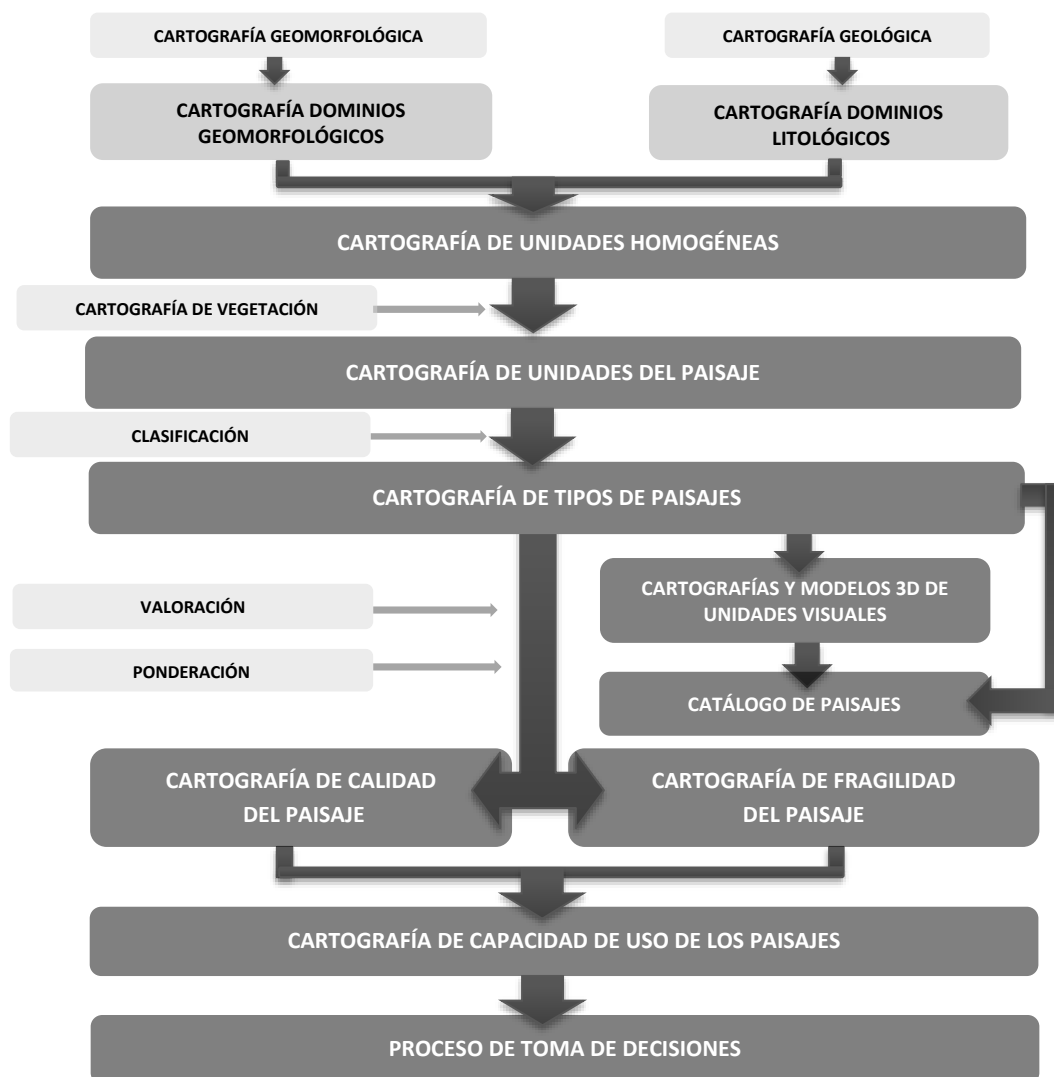 CARTOGRAFÍA GEOMORFOLÓGICA
CARTOGRAFÍA GEOLÓGICA
CARTOGRAFÍA DOMINIOS
GEOMORFOLÓGICOS
CARTOGRAFÍA DOMINIOS
LITOLÓGICOS
CARTOGRAFÍA DE UNIDADES HOMOGÉNEAS
CARTOGRAFÍA DE VEGETACIÓN
CARTOGRAFÍA DE UNIDADES DEL PAISAJE
CLASIFICACIÓN
CARTOGRAFÍA DE TIPOS DE PAISAJES
CARTOGRAFÍAS Y MODELOS 3D DE
UNIDADES VISUALES
VALORACIÓN
PONDERACIÓN
CATÁLOGO DE PAISAJES
CARTOGRAFÍA DE CALIDAD
DEL PAISAJE
CARTOGRAFÍA DE FRAGILIDAD
DEL PAISAJE
CARTOGRAFÍA DE CAPACIDAD DE USO DE LOS PAISAJES
PROCESO DE TOMA DE DECISIONES